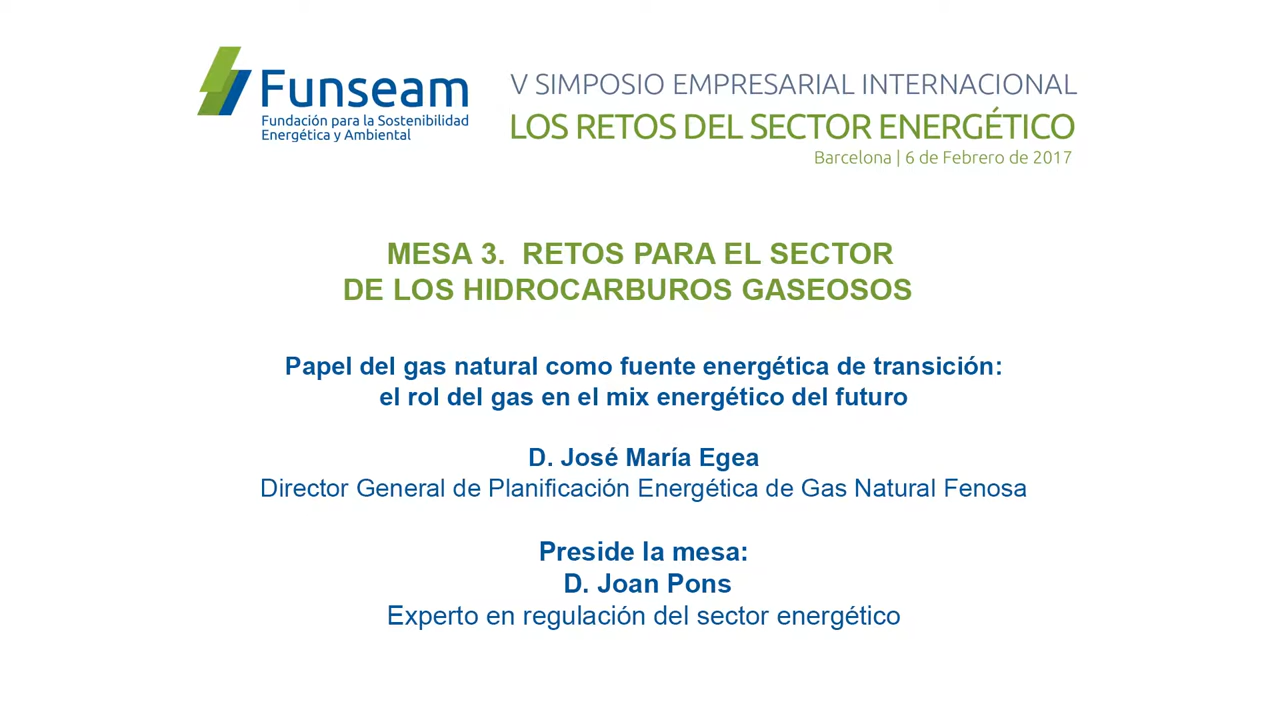 Funseam
Fundación para la Sostenibilidad
Energética y Ambiental
V SIMPOSIO EMPRESARIAL INTERNACIONAL
LOS RETOS DEL SECTOR ENERGÉTICO
Barcelona | 6 de Febrero de 2017
MESA 3. RETOS PARA EL SECTOR
DE LOS HIDROCARBUROS GASEOSOS
Papel del gas natural como fuente energética de transición:
el rol del gas en el mix energético del futuro
D. José María Egea
Director General de Planificación Energética de Gas Natural Fenosa
Preside la mesa:
D. Joan Pons
Experto en regulación del sector energético